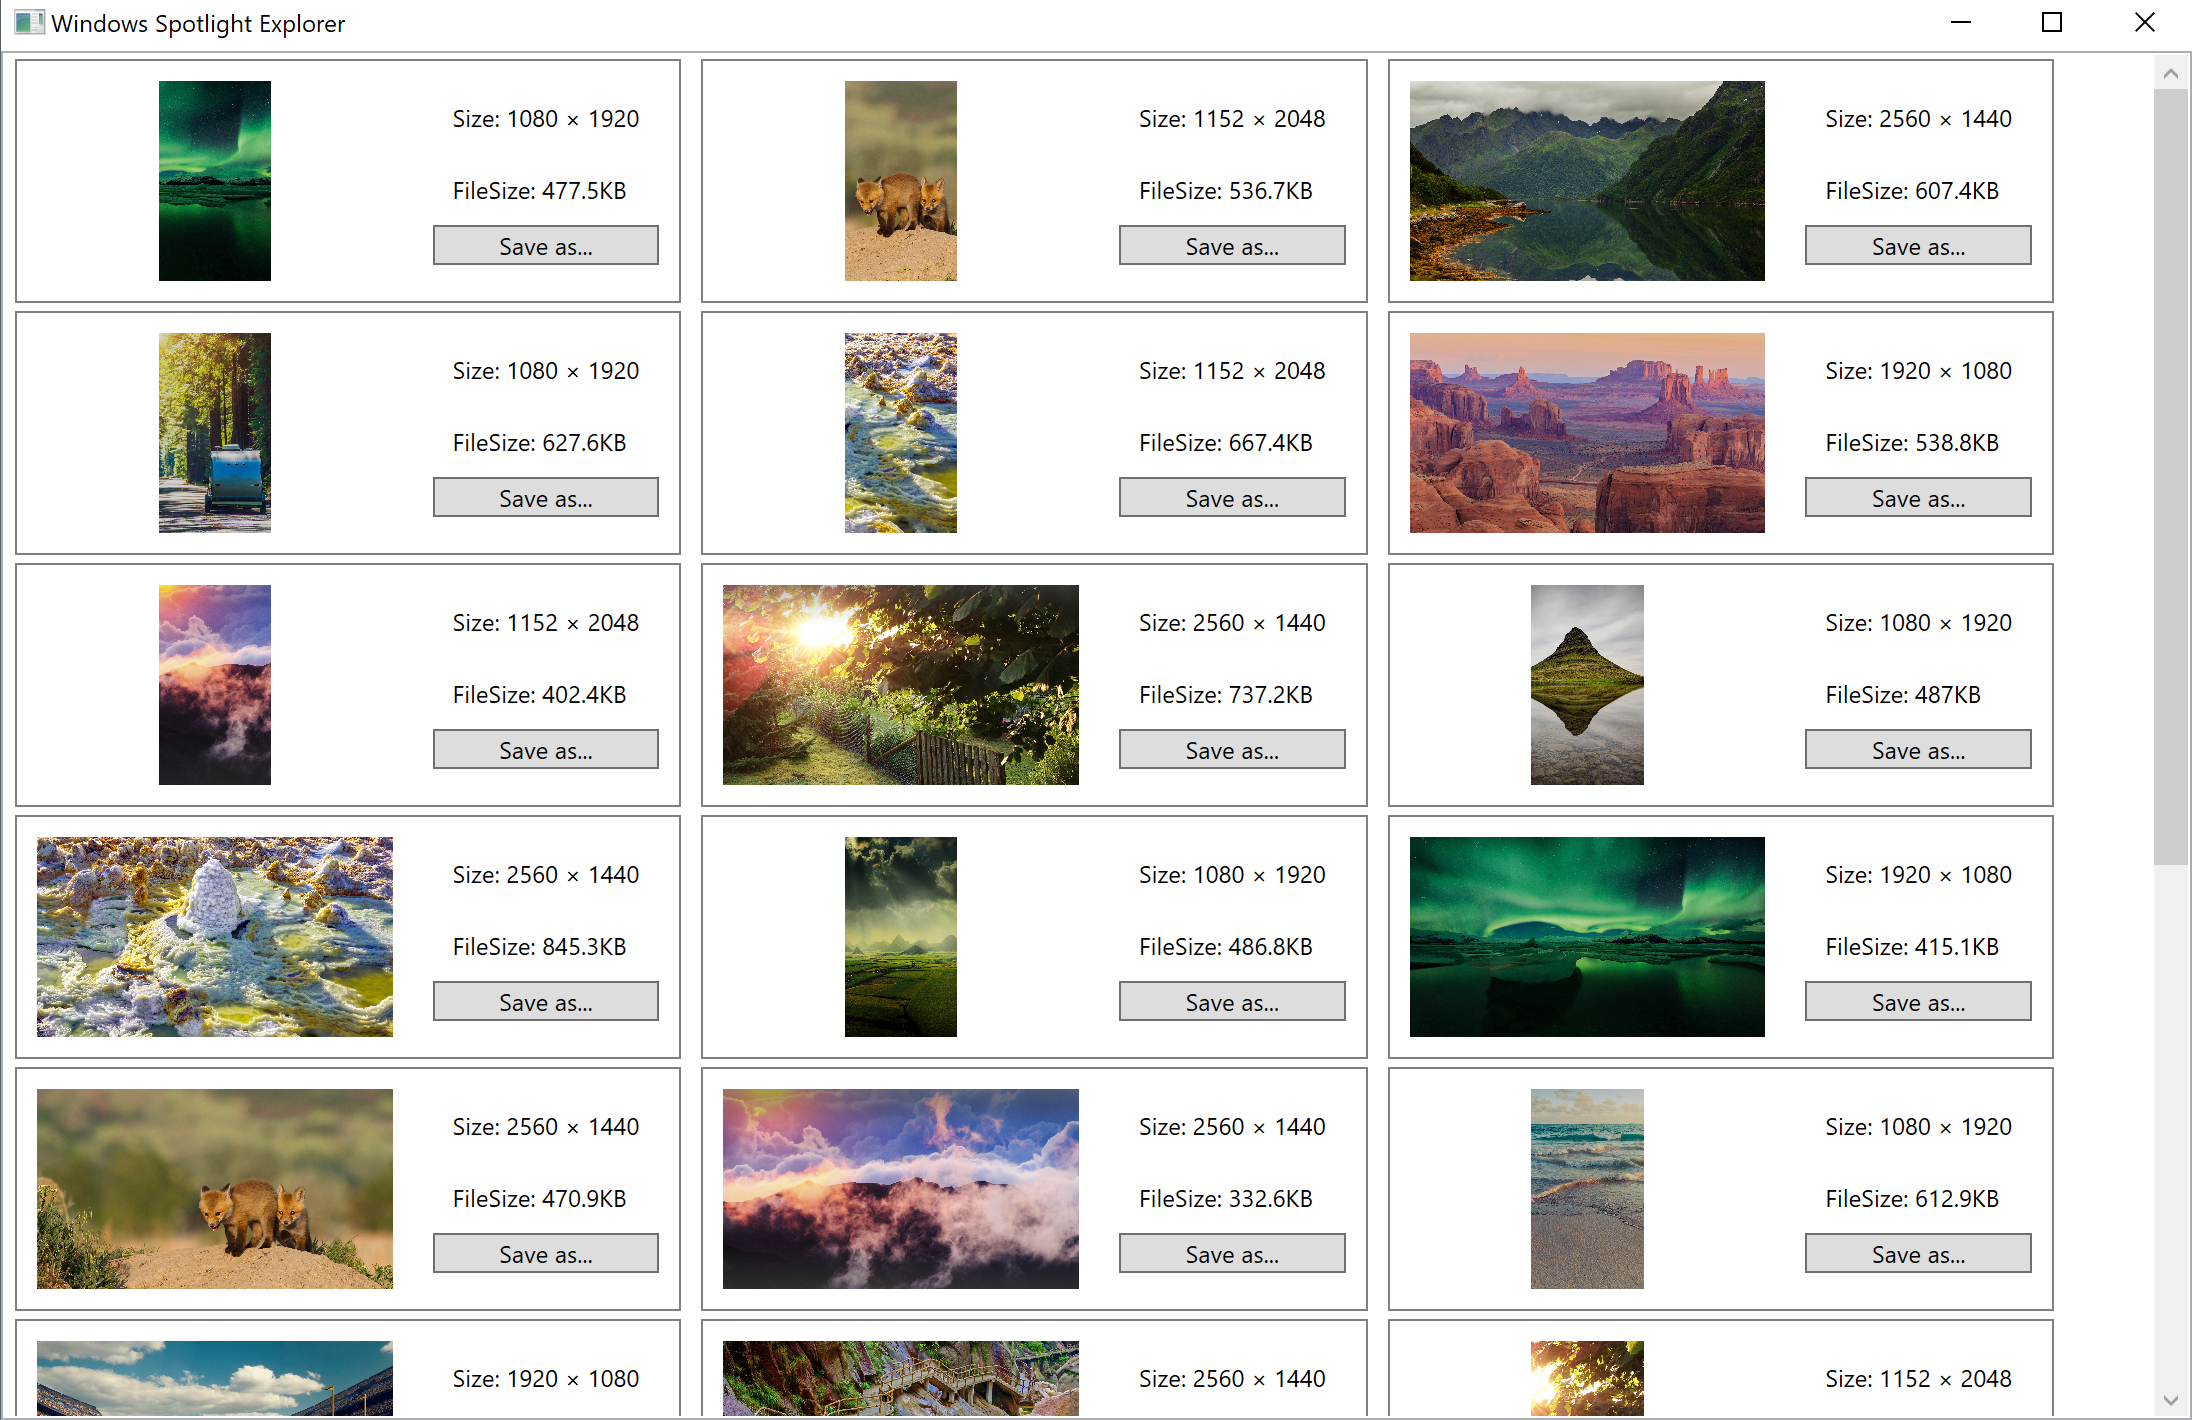 Windows Spotlight Explorer
Size: 1080 × 1920
FileSize: 477.5KB
Save as...
Size: 1152 × 2048
FileSize: 536.7KB
Save as...
Size: 2560 × 1440
FileSize: 607.4KB
Save as...
Size: 1080 × 1920
FileSize: 627.6KB
Save as...
Size: 1152 × 2048
FileSize: 667.4KB
Save as...
Size: 1920 × 1080
FileSize: 538.8KB
Save as...
Size: 1152 × 2048
FileSize: 402.4KB
Save as...
Size: 2560 × 1440
FileSize: 737.2KB
Save as...
Size: 1080 × 1920
FileSize: 487KB
Save as...
Size: 2560 × 1440
FileSize: 845.3KB
Save as...
Size: 1080 × 1920
FileSize: 486.8KB
Save as...
Size: 1920 × 1080
FileSize: 415.1KB
Save as...
Size: 2560 × 1440
FileSize: 470.9KB
Save as...
Size: 2560 × 1440
FileSize: 332.6KB
Save as...
Size: 1080 × 1920
FileSize: 612.9KB
Save as...
Size: 1920 × 1080
Size: 2560 × 1440
Size: 1152 × 2048